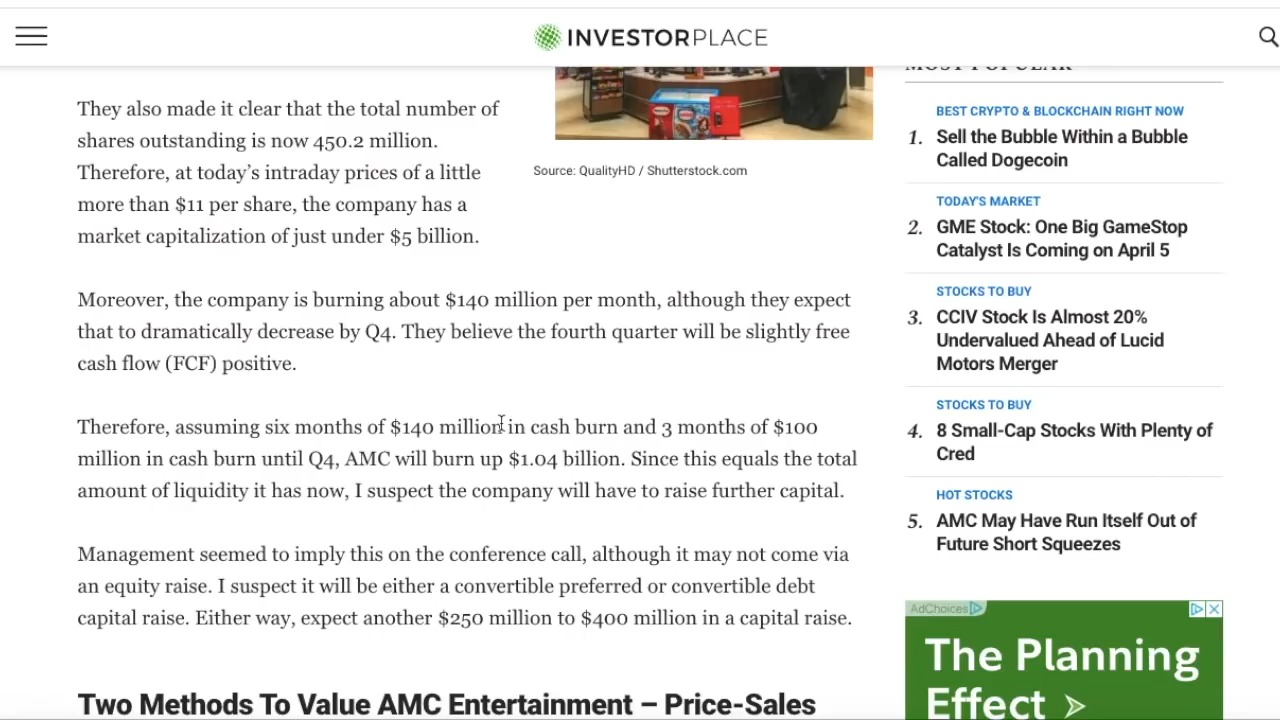 INVESTORPLACE
They also made it clear that the total number of
shares outstanding is now 450.2 million.
Therefore, at today's intraday prices of a little
more than $11 per share, the company has a
market capitalization of just under $5 billion.
Source: QualityHD / Shutterstock.com
Moreover, the company is burning about $140 million per month, although they expect
that to dramatically decrease by Q4. They believe the fourth quarter will be slightly free
cash flow (FCF) positive.
Therefore, assuming six months of $140 million in cash burn and 3 months of $100
million in cash burn until Q4, AMC will burn up $1.04 billion. Since this equals the total
amount of liquidity it has now, I suspect the company will have to raise further capital.
Management seemed to imply this on the conference call, although it may not come via
an equity raise. I suspect it will be either a convertible preferred or convertible debt
capital raise. Either way, expect another $250 million to $400 million in a capital raise.
Two Methods To Value AMC Entertainment – Price-Sales
MOST POPULAR
BEST CRYPTO & BLOCKCHAIN RIGHT NOW
1. Sell the Bubble Within a Bubble
Called Dogecoin
TODAY'S MARKET
2. GME Stock: One Big GameStop
Catalyst Is Coming on April 5
STOCKS TO BUY
3. CCIV Stock Is Almost 20%
Undervalued Ahead of Lucid
Motors Merger
STOCKS TO BUY
4. 8 Small-Cap Stocks With Plenty of
Cred
HOT STOCKS
5. AMC May Have Run Itself Out of
Future Short Squeezes
AdChoices
The Planning
Effect >